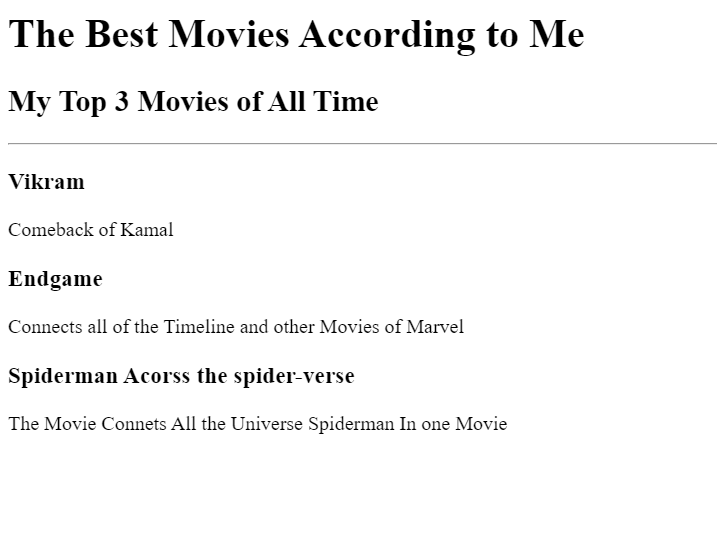 The Best Movies According to Me
My Top 3 Movies of All Time
Vikram
Comeback of Kamal
Endgame
Connects all of the Timeline and other Movies of Marvel
Spiderman Acorss the spider-verse
The Movie Connets All the Universe Spiderman In one Movie